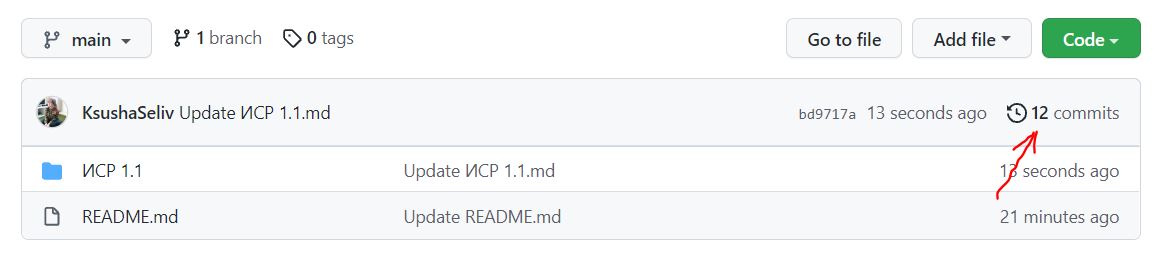 main 1 branch 0 tags Go to file Add file Code
KsushaSeliv Update ИСР 1.1.md bd9717a 13 seconds ago 12 commits
ИСР 1.1 Update ИСР 1.1.md 13 seconds ago
README.md Update README.md 21 minutes ago